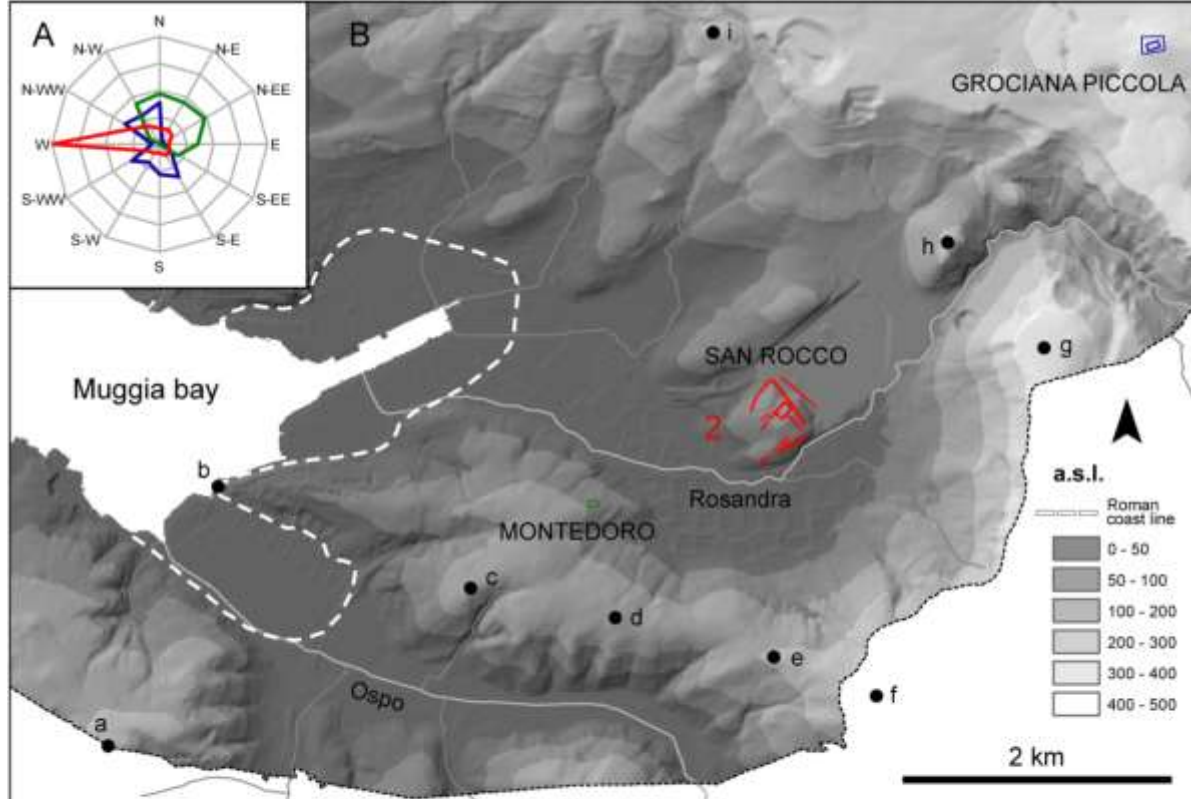 A
N
N-W
N-E
N-WW
N-EE
W
E
S-WW
S-EE
S-W
S-E
S
B
i
GROCIANA PICCOLA
h
g
SAN ROCCO
2
Muggia bay
b
Rosandra
MONTEDORO
c
d
e
f
Ospo
a
a.s.l.
Roman
coast line
0 - 50
50 - 100
100 - 200
200 - 300
300 - 400
400 - 500
2 km